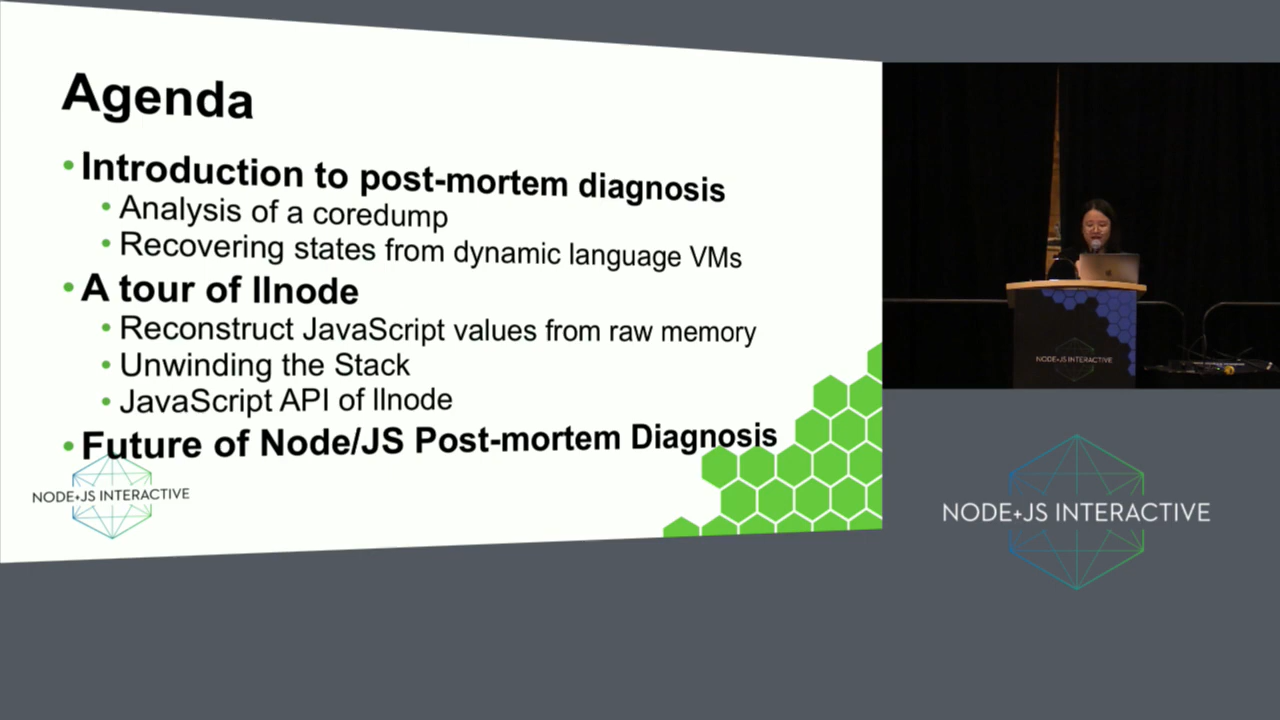 Agenda
• Introduction to post-mortem diagnosis
• Analysis of a coredump
• Recovering states from dynamic language VMs
• A tour of llnode
• Reconstruct JavaScript values from raw memory
• Unwinding the Stack
• JavaScript API of llnode
• Future of Node/JS Post-mortem Diagnosis
NODE+JS INTERACTIVE
NODE+JS INTERACTIVE
NODE+JS INTERACTIVE